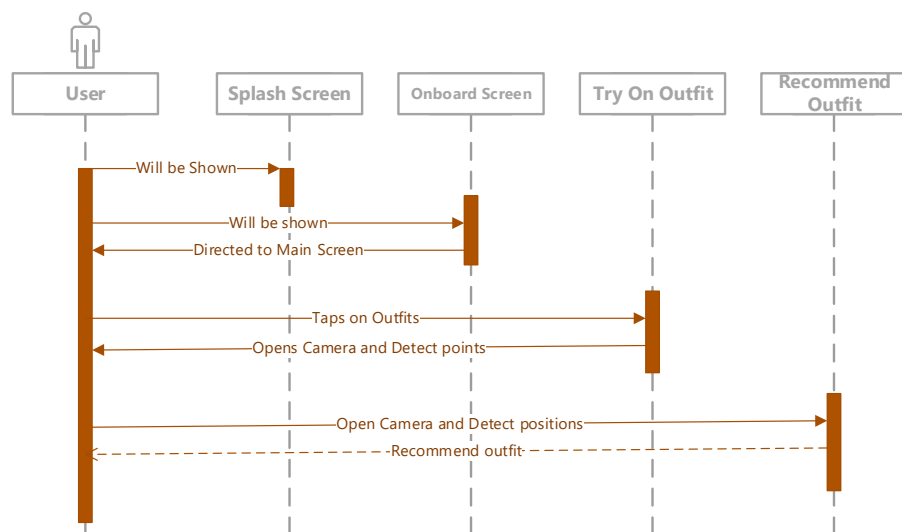 User
Splash Screen
Onboard Screen
Try On Outfit
Recommend
Outfit
Will be Shown
Will be shown
Directed to Main Screen
Taps on Outfits
Opens Camera and Detect points
Open Camera and Detect positions
Recommend outfit